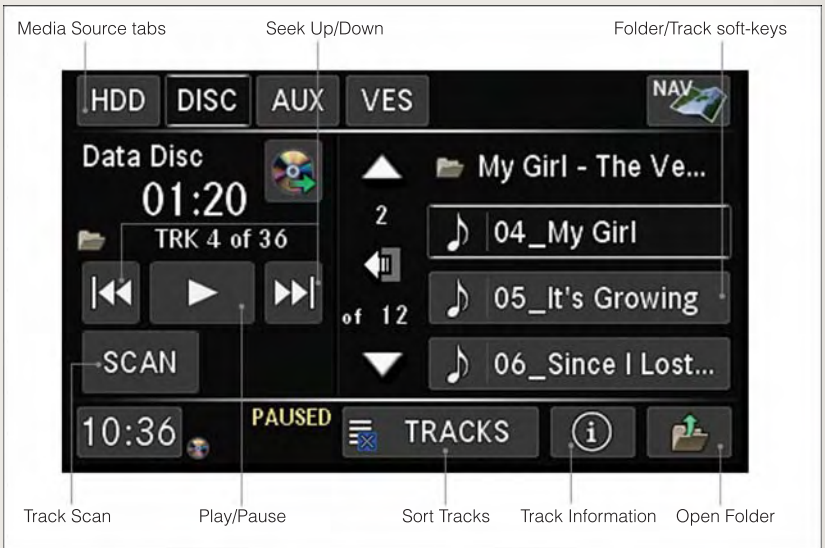 Media Source tabs
Seek Up/Down
Folder/Track soft-keys
HDD
DISC
AUX
VES
NAV
Data Disc
01:20
TRK 4 of 36
2
of 12
My Girl - The Ve...
04_My Girl
05_It's Growing
06_Since I Lost...
SCAN
10:36
PAUSED
TRACKS
i
Track Scan
Play/Pause
Sort Tracks
Track Information
Open Folder